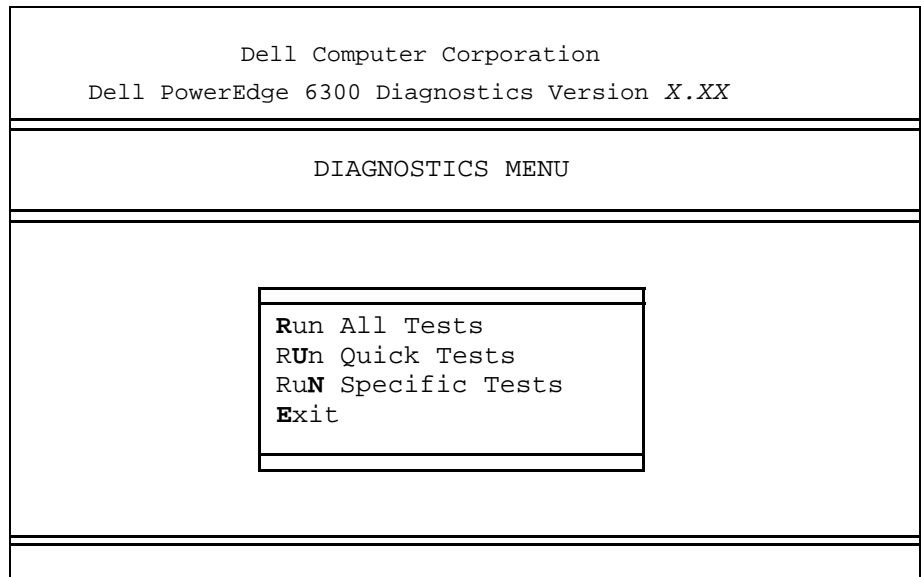 Dell Computer Corporation
Dell PowerEdge 6300 Diagnostics Version X.XX
DIAGNOSTICS MENU
Run All Tests
RUn Quick Tests
RuN Specific Tests
Exit